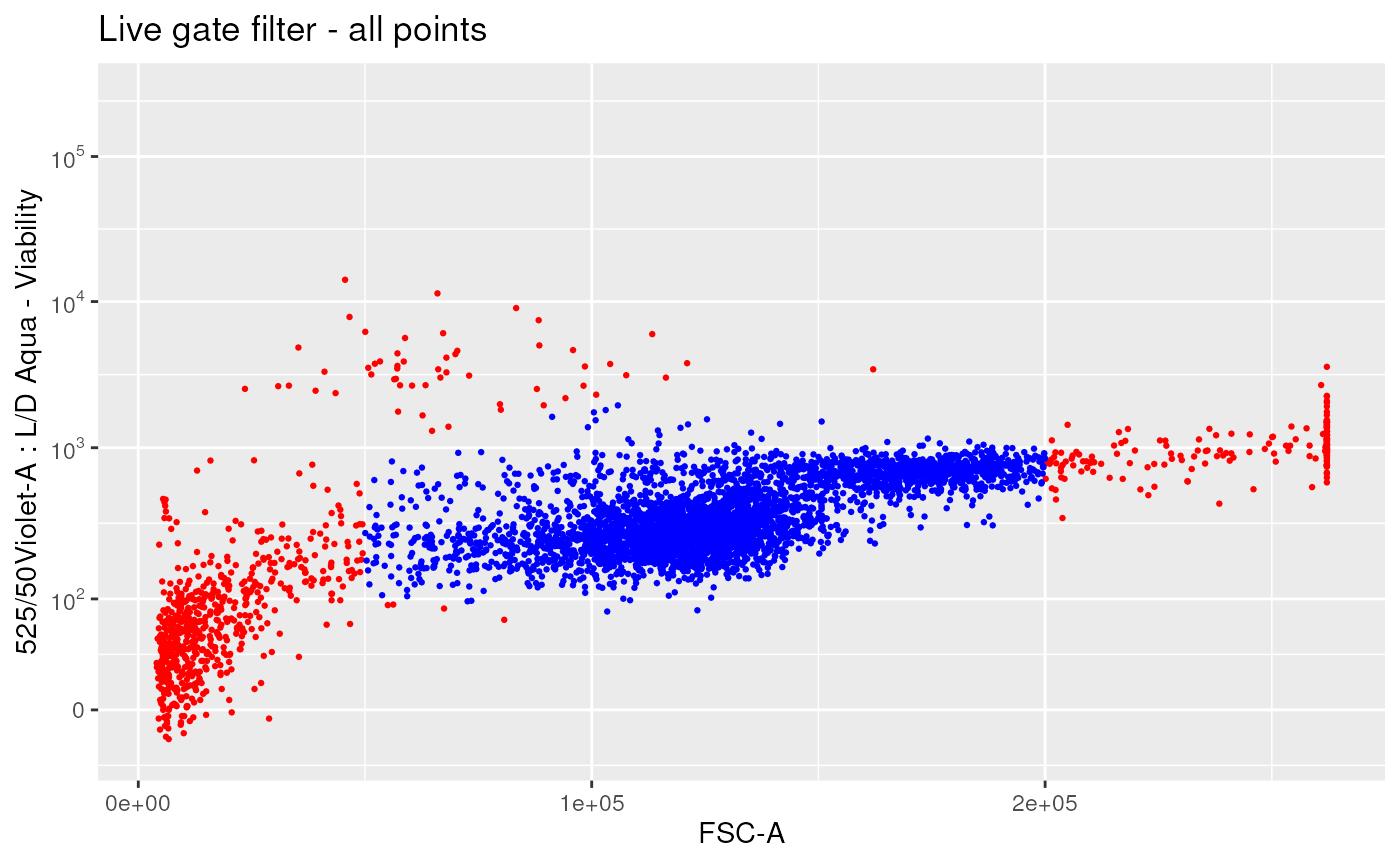 Live gate filter - all points
525/50Violet-A : L/D Aqua - Viability
10^5
10^4
10^3
10^2
0
0e+00
1e+05
2e+05
FSC-A